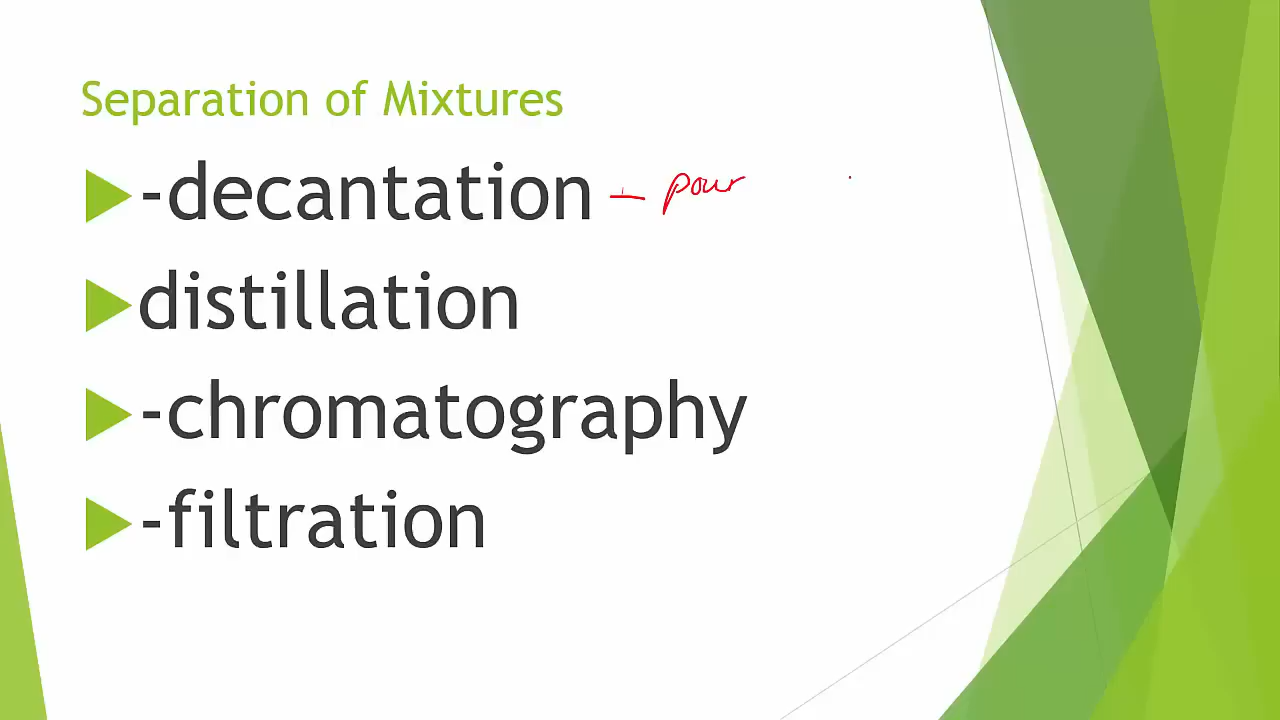 Separation of Mixtures
-decantation – pour
distillation
-chromatography
-filtration